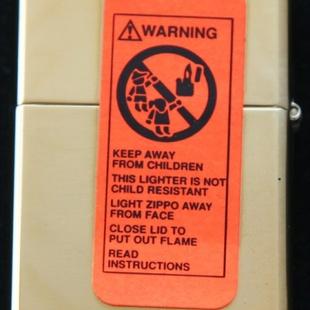 WARNING
KEEP AWAY
FROM CHILDREN
THIS LIGHTER IS NOT
CHILD RESISTANT
LIGHT ZIPPO AWAY
FROM FACE
CLOSE LID TO
PUT OUT FLAME
READ
INSTRUCTIONS